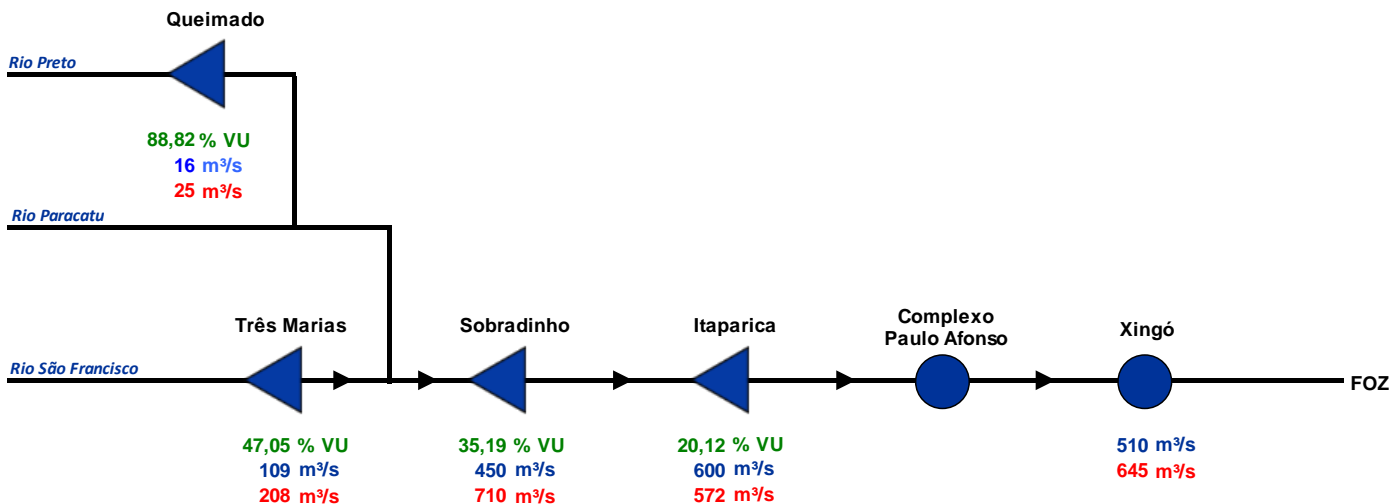 Queimado
Rio Preto
88,82 % VU
16 m³/s
25 m³/s
Rio Paracatu
Três Marias
Sobradinho
Itaparica
Complexo
Paulo Afonso
Xingó
Rio São Francisco
FOZ
47,05 % VU
109 m³/s
208 m³/s
35,19 % VU
450 m³/s
710 m³/s
20,12 % VU
600 m³/s
572 m³/s
510 m³/s
645 m³/s